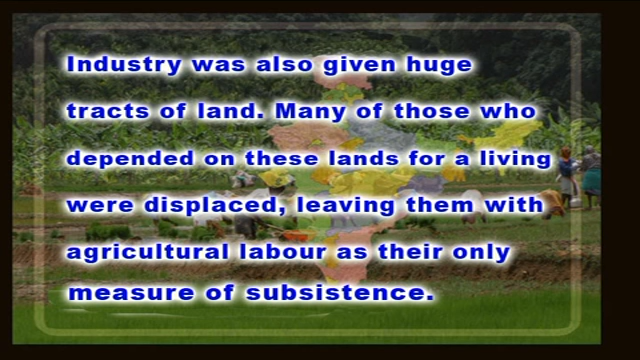 Industry was also given huge
tracts of land. Many of those who
depended on these lands for a living
were displaced, leaving them with
agricultural labour as their only
measure of subsistence.